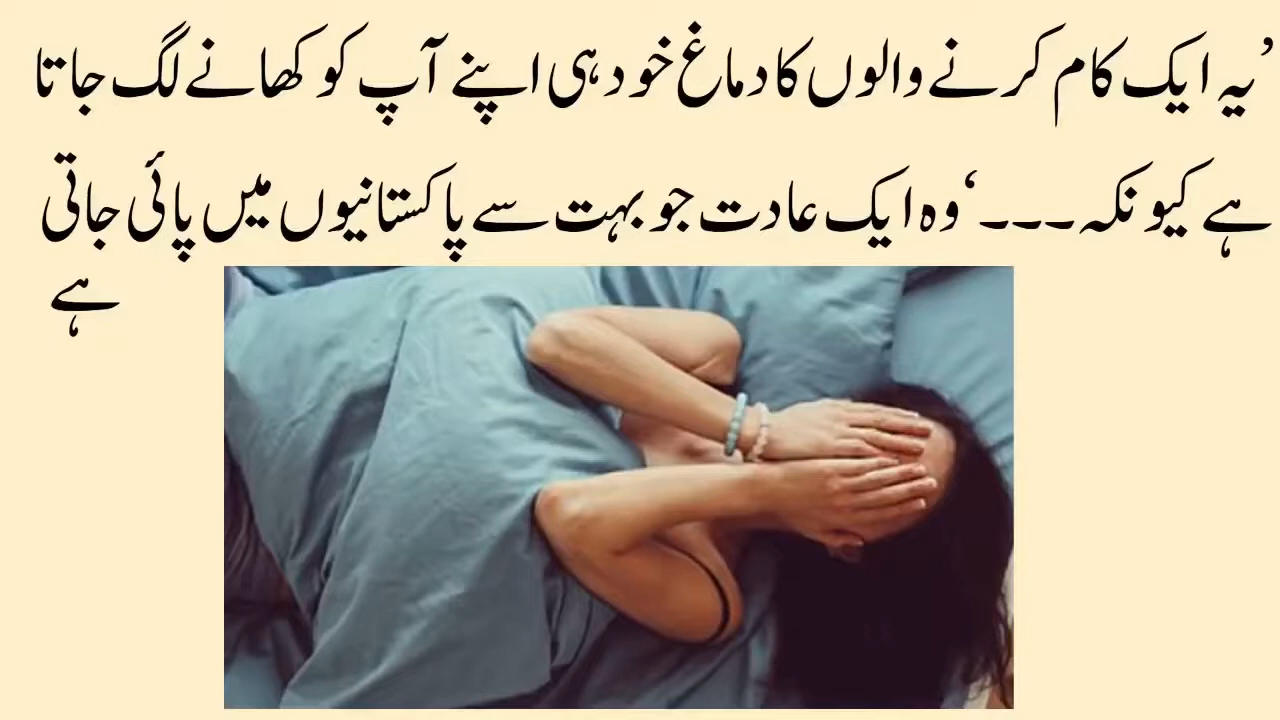 ’یہ ایک کام کرنے والوں کا دماغ خود ہی اپنے آپ کو کھانے لگ جاتا
ہے کیونکہ۔۔۔‘ وہ ایک عادت جو بہت سے پاکستانیوں میں پائی جاتی
ہے